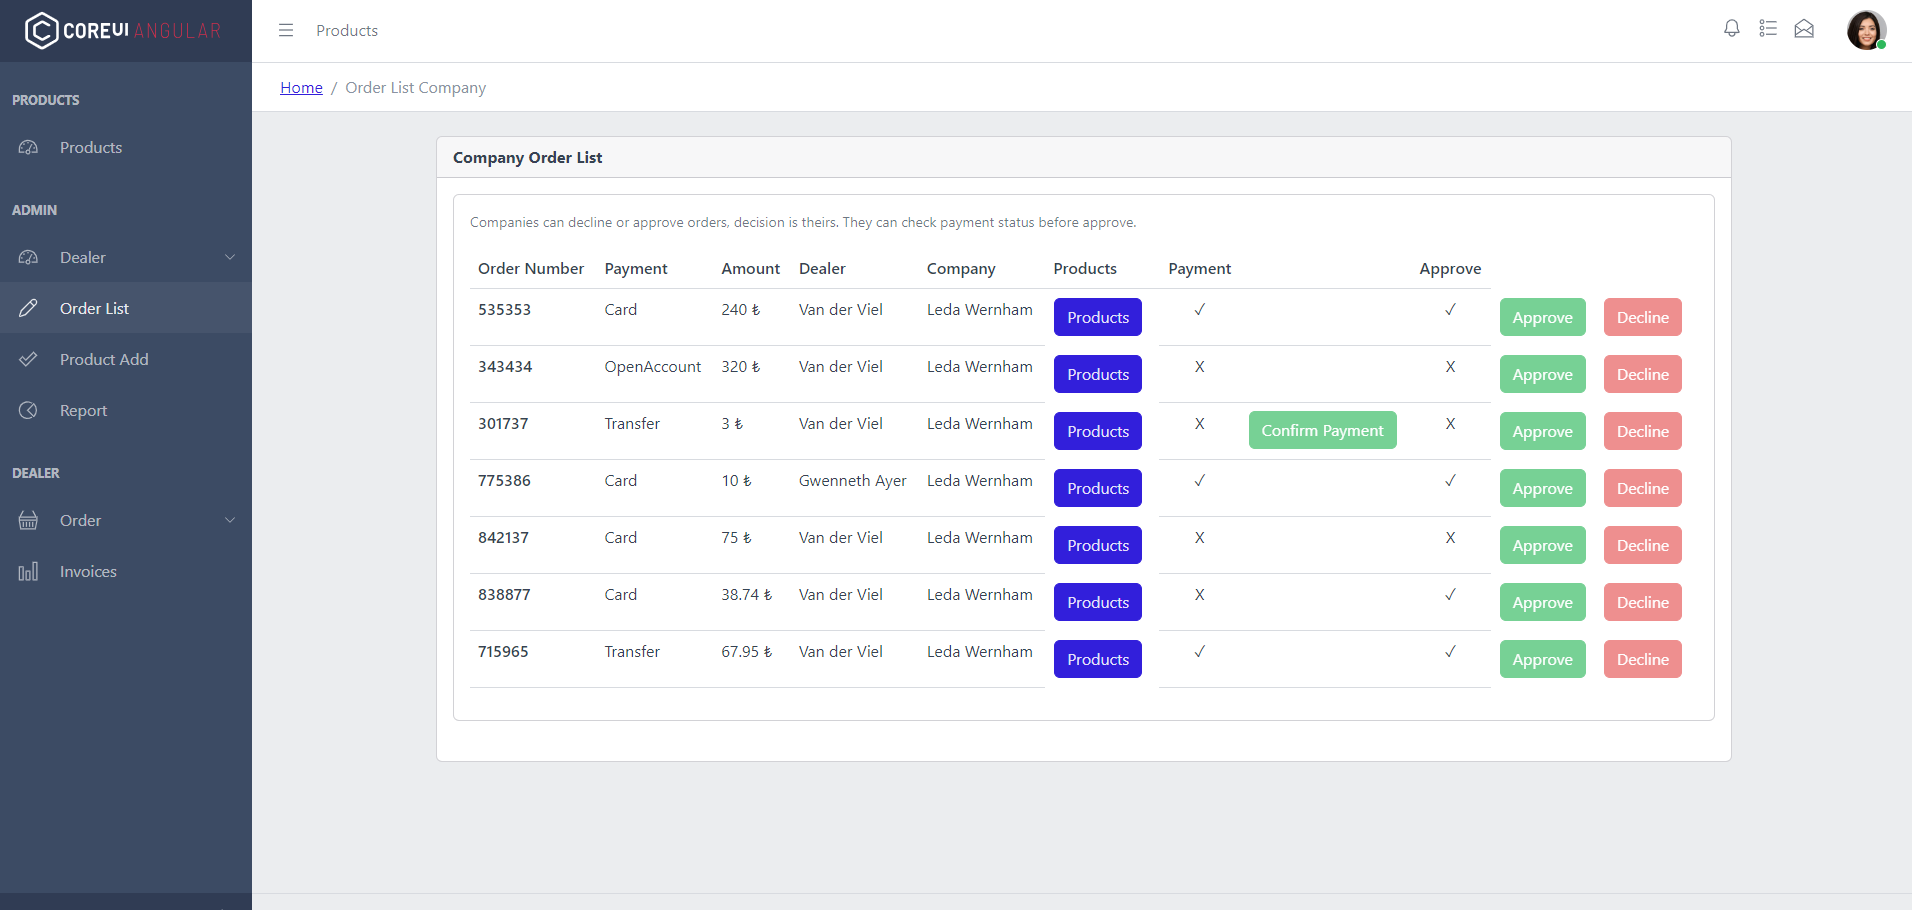 COREUI ANGULAR
Products
Home / Order List Company
PRODUCTS
Products
ADMIN
Dealer
Order List
Product Add
Report
DEALER
Order
Invoices
Company Order List
Companies can decline or approve orders, decision is theirs. They can check payment status before approve.
Order Number Payment Amount Dealer Company Products Payment Approve
535353 Card 240 ₺ Van der Viel Leda Wernham Products ✓ ✓ Approve Decline
343434 OpenAccount 320 ₺ Van der Viel Leda Wernham Products X X Approve Decline
301737 Transfer 3 ₺ Van der Viel Leda Wernham Products X Confirm Payment X Approve Decline
775386 Card 10 ₺ Gwenneth Ayer Leda Wernham Products ✓ ✓ Approve Decline
842137 Card 75 ₺ Van der Viel Leda Wernham Products X X Approve Decline
838877 Card 38.74 ₺ Van der Viel Leda Wernham Products X ✓ Approve Decline
715965 Transfer 67.95 ₺ Van der Viel Leda Wernham Products ✓ ✓ Approve Decline